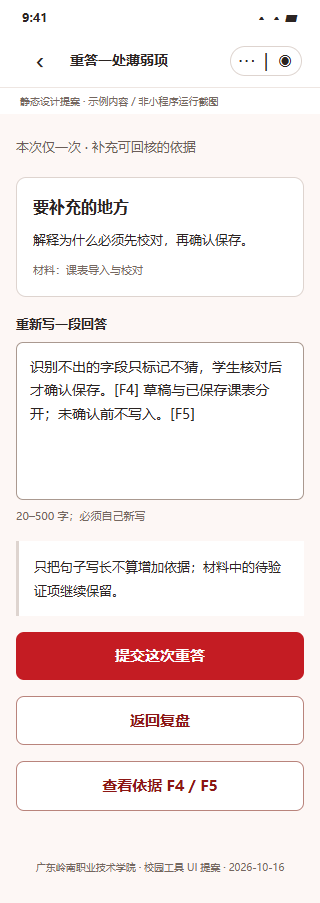 9:41
重答一处薄弱项
静态设计提案 · 示例内容 / 非小程序运行截图
本次仅一次 · 补充可回核的依据
要补充的地方
解释为什么必须先校对，再确认保存。
材料：课表导入与校对
重新写一段回答
识别不出的字段只标记不猜，学生核对后
才确认保存。[F4] 草稿与已保存课表分
开；未确认前不写入。[F5]
20–500 字；必须自己新写
只把句子写长不算增加依据；材料中的待验
证项继续保留。
提交这次重答
返回复盘
查看依据 F4 / F5
广东岭南职业技术学院 · 校园工具 UI 提案 · 2026-10-16